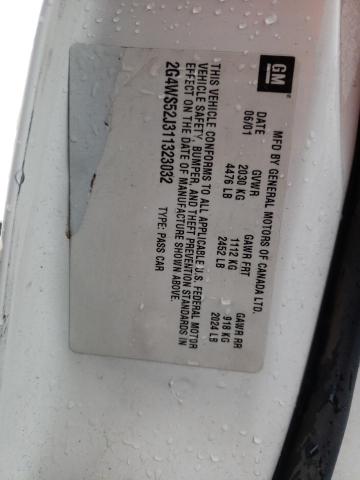 GM
MFD BY GENERAL MOTORS OF CANADA LTD.
DATE GVWR GAWR FRT GAWR RR
06/01 2030 KG 1112 KG 918 KG
4476 LB 2452 LB 2024 LB
THIS VEHICLE CONFORMS TO ALL APPLICABLE U.S. FEDERAL MOTOR
VEHICLE SAFETY, BUMPER, AND THEFT PREVENTION STANDARDS IN
EFFECT ON THE DATE OF MANUFACTURE SHOWN ABOVE.
2G4WS52J311323032 TYPE: PASS CAR